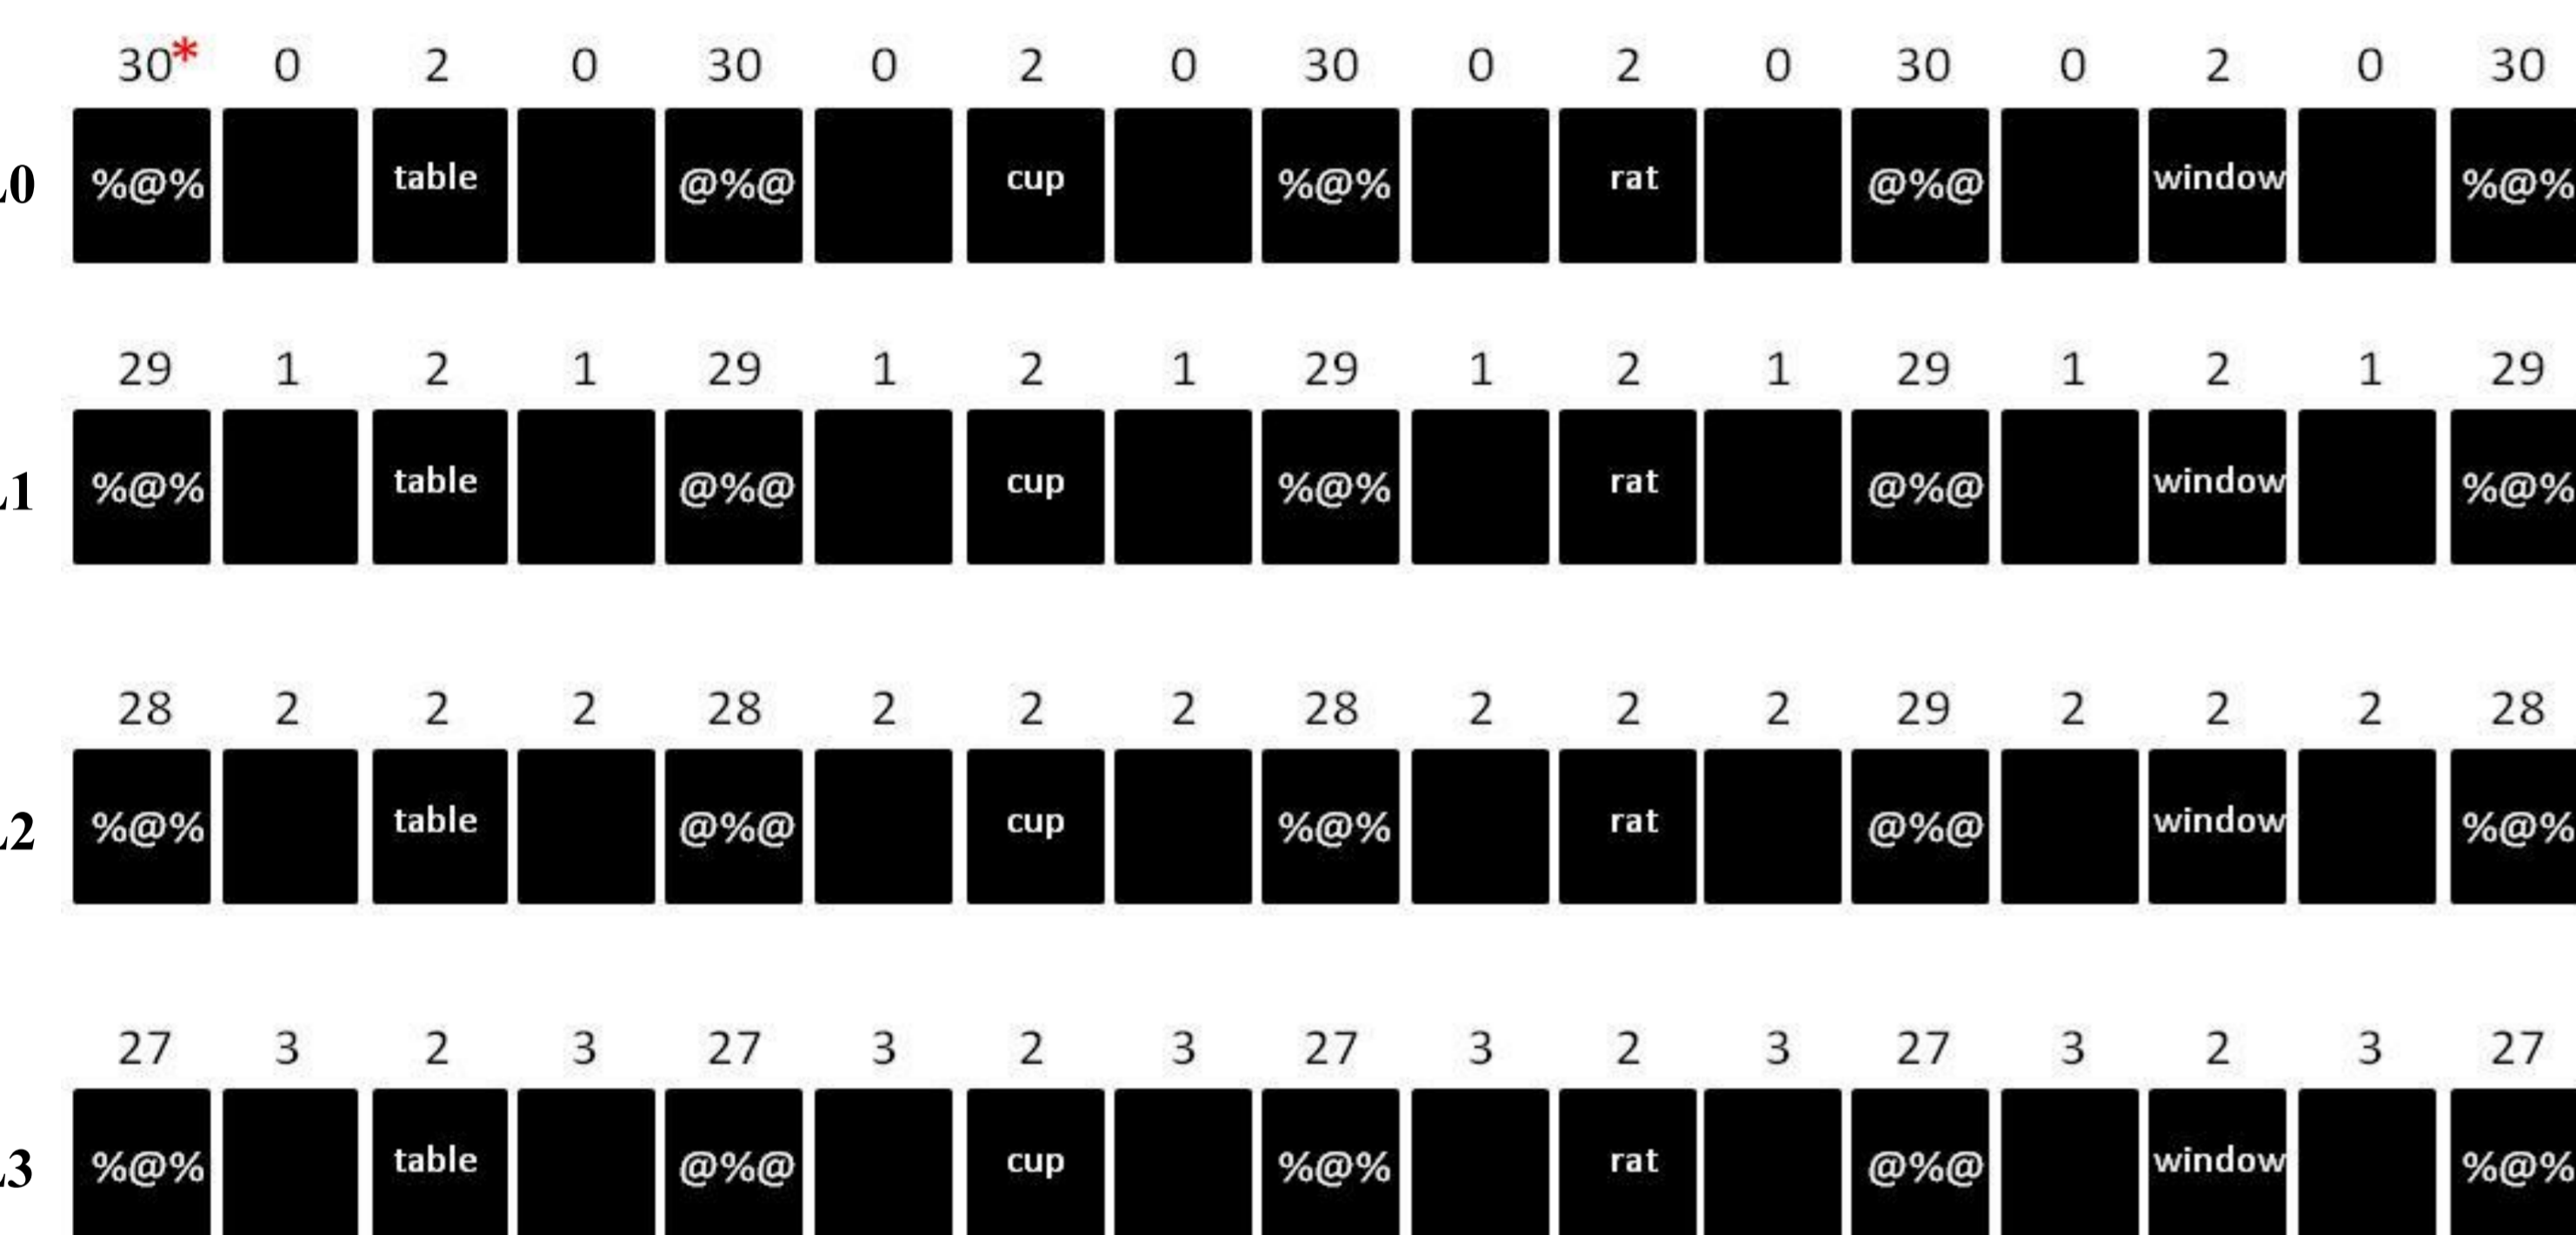 30* 0 2 0 30 0 2 0 30 0 2 0 30 0 2 0 30
L0 %@% table @%@ cup %@% rat @%@ window %@%
29 1 2 1 29 1 2 1 29 1 2 1 29 1 2 1 29
L1 %@% table @%@ cup %@% rat @%@ window %@%
28 2 2 2 28 2 2 2 28 2 2 2 29 2 2 2 28
L2 %@% table @%@ cup %@% rat @%@ window %@%
27 3 2 3 27 3 2 3 27 3 2 3 27 3 2 3 27
L3 %@% table @%@ cup %@% rat @%@ window %@%